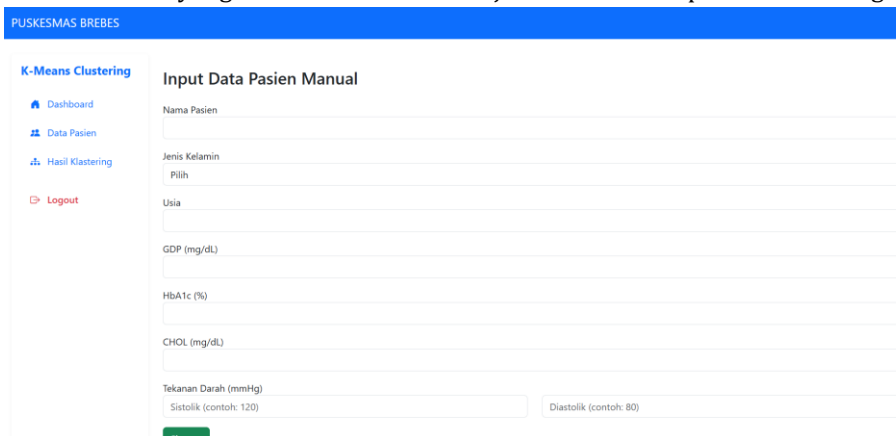 PUSKESMAS BREBES
K-Means Clustering
Dashboard
Data Pasien
Hasil Klastering
Logout
Input Data Pasien Manual
Nama Pasien
Jenis Kelamin
Pilih
Usia
GDP (mg/dL)
HbA1c (%)
CHOL (mg/dL)
Tekanan Darah (mmHg)
Sistolik (contoh: 120)
Diastolik (contoh: 80)